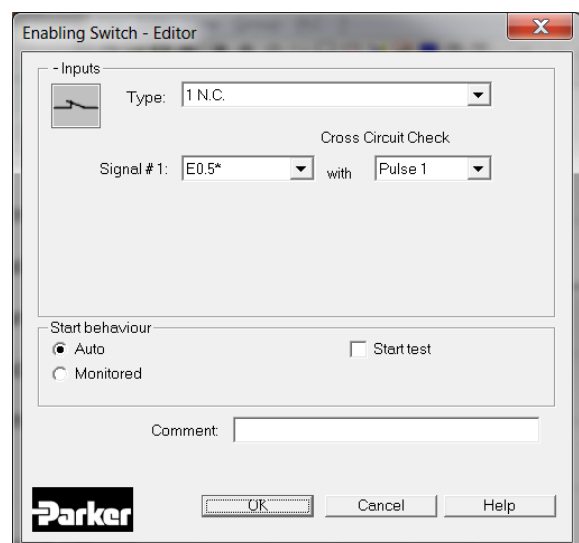 Enabling Switch - Editor
- Inputs
Type: 1 N.C.
Cross Circuit Check
Signal # 1: E0.5* with Pulse 1
Start behaviour
Auto Start test
Monitored
Comment:
Parker OK Cancel Help